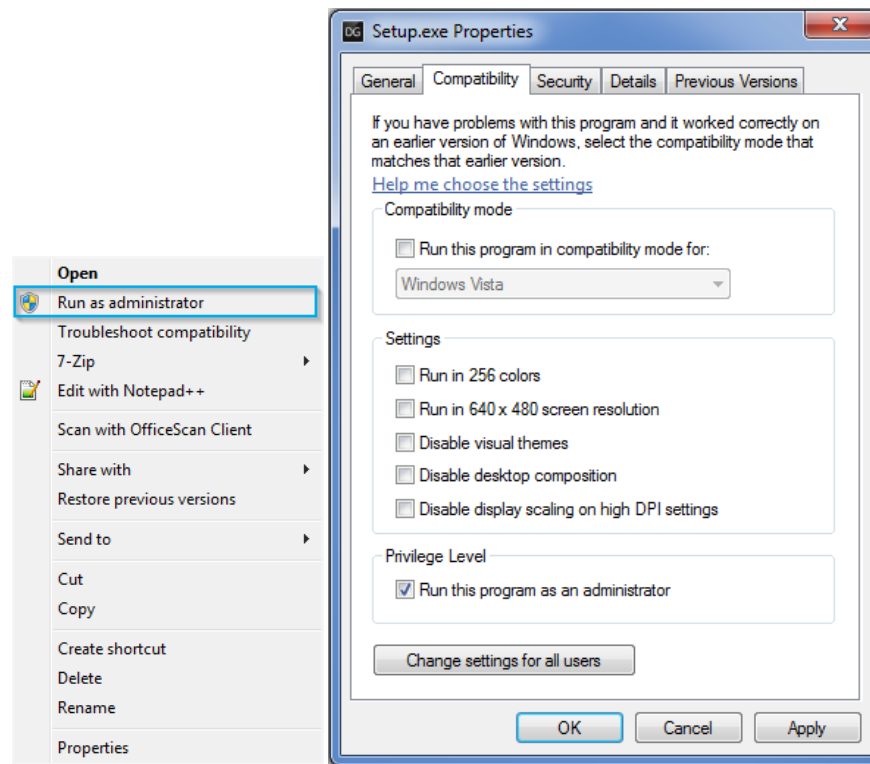 Open
Run as administrator
Troubleshoot compatibility
7-Zip
Edit with Notepad++
Scan with OfficeScan Client
Share with
Restore previous versions
Send to
Cut
Copy
Create shortcut
Delete
Rename
Properties
DG Setup.exe Properties
General Compatibility Security Details Previous Versions
If you have problems with this program and it worked correctly on
an earlier version of Windows, select the compatibility mode that
matches that earlier version.
Help me choose the settings
Compatibility mode
Run this program in compatibility mode for:
Windows Vista
Settings
Run in 256 colors
Run in 640 x 480 screen resolution
Disable visual themes
Disable desktop composition
Disable display scaling on high DPI settings
Privilege Level
Run this program as an administrator
Change settings for all users
OK Cancel Apply